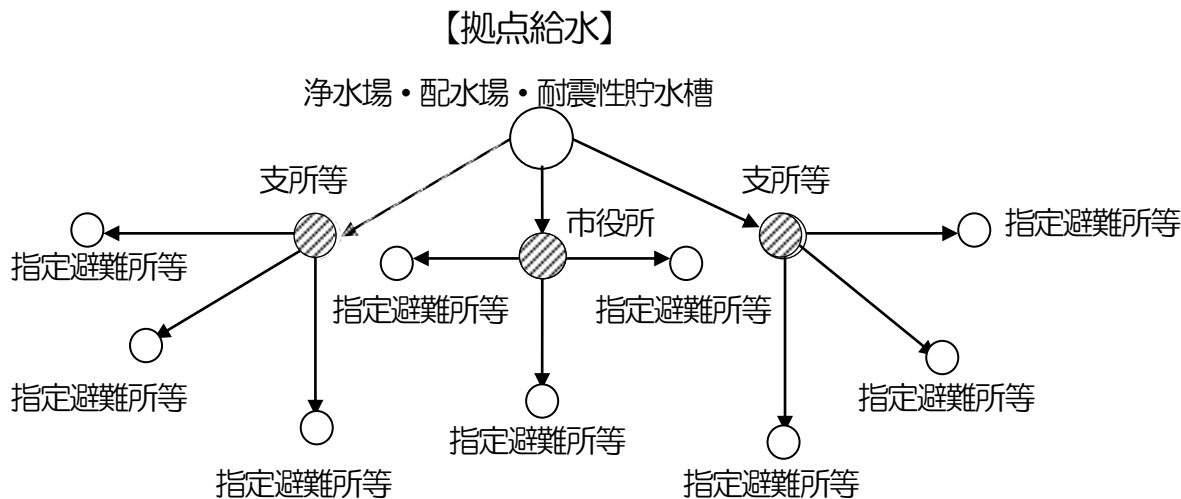 【拠点給水】
浄水場・配水場・耐震性貯水槽
支所等
支所等
市役所
指定避難所等
指定避難所等
指定避難所等
指定避難所等
指定避難所等
指定避難所等
指定避難所等
指定避難所等
指定避難所等